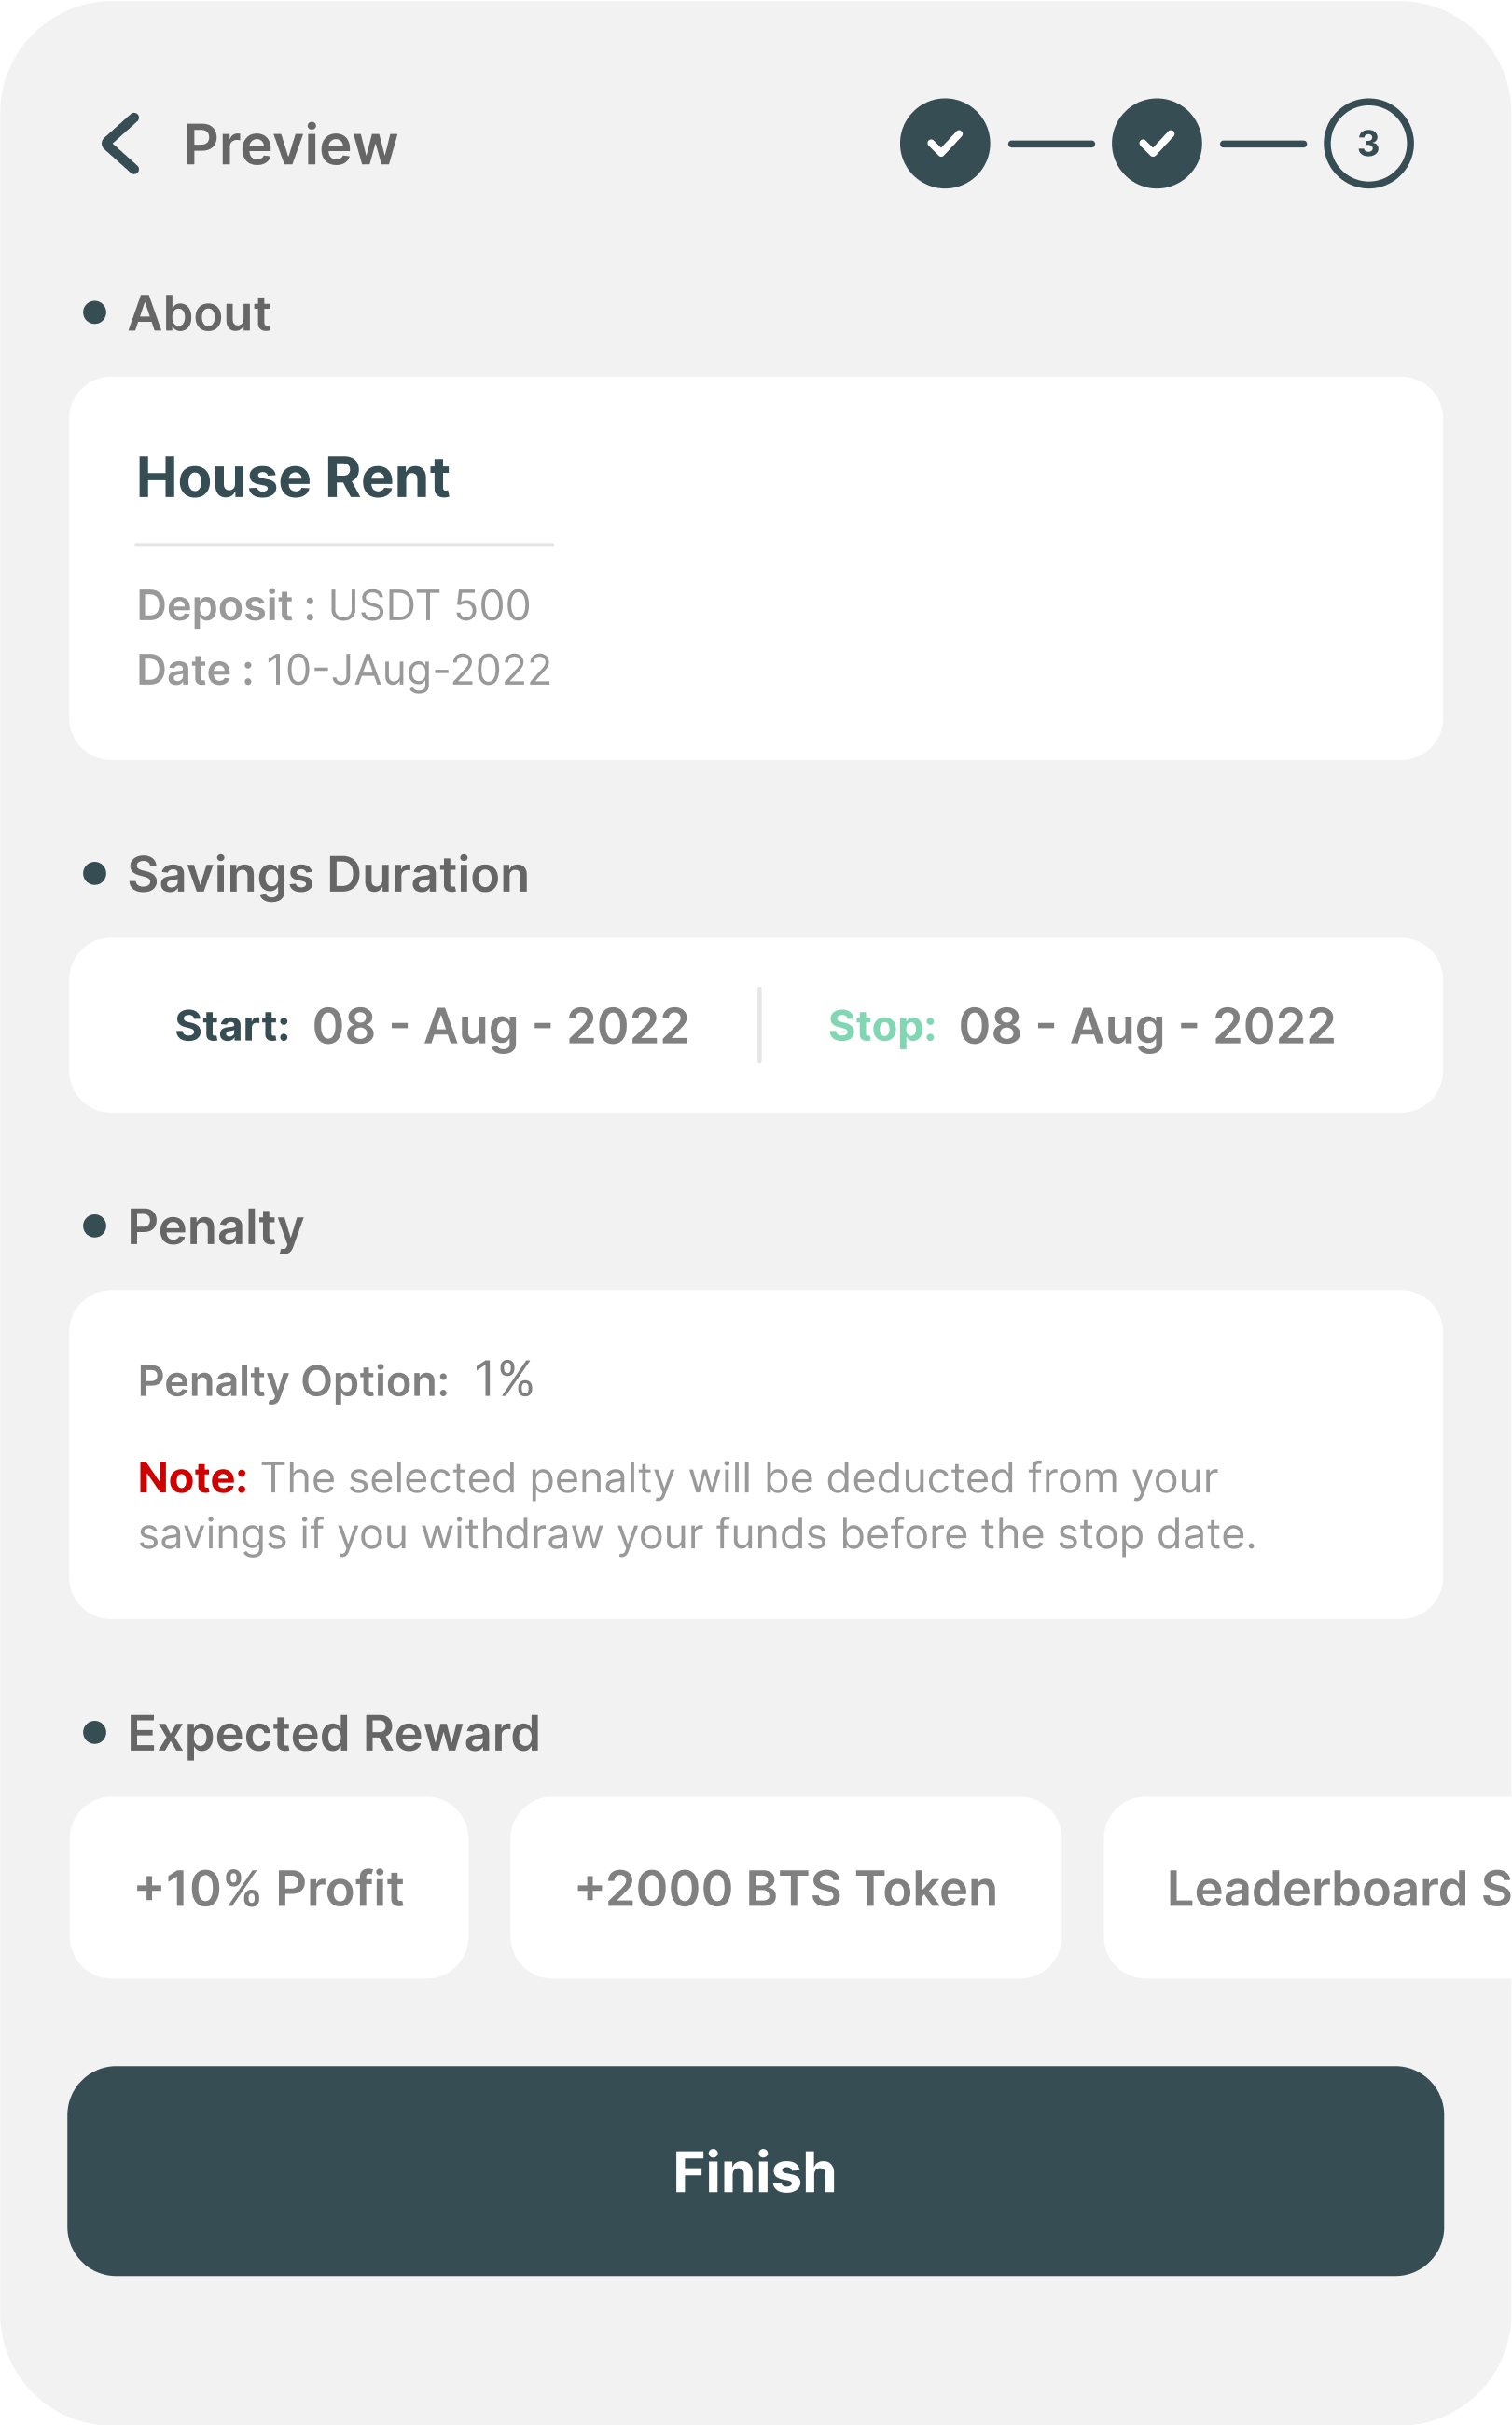 Preview
3
About
House Rent
Deposit : USDT 500
Date : 10-JAug-2022
Savings Duration
Start: 08 - Aug - 2022
Stop: 08 - Aug - 2022
Penalty
Penalty Option: 1%
Note: The selected penalty will be deducted from your
savings if you withdraw your funds before the stop date.
Expected Reward
+10% Profit
+2000 BTS Token
Leaderboard S
Finish